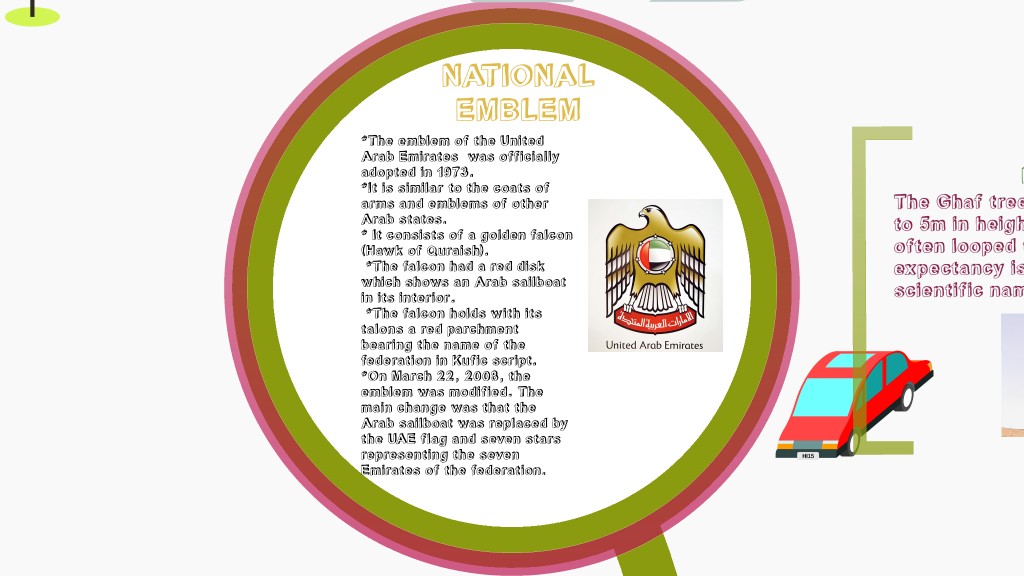 NATIONAL
EMBLEM
*The emblem of the United
Arab Emirates was officially
adopted in 1973.
*It is similar to the coats of
arms and emblems of other
Arab states.
* It consists of a golden falcon
(Hawk of Quraish).
*The falcon had a red disk
which shows an Arab sailboat
in its interior.
*The falcon holds with its
talons a red parchment
bearing the name of the
federation in Kufic script.
*On March 22, 2008, the
emblem was modified. The
main change was that the
Arab sailboat was replaced by
the UAE flag and seven stars
representing the seven
Emirates of the federation.
الإمارات العربية المتحدة
United Arab Emirates
The Ghaf tree
to 5m in heigh
often looped
expectancy is
scientific nam
H015